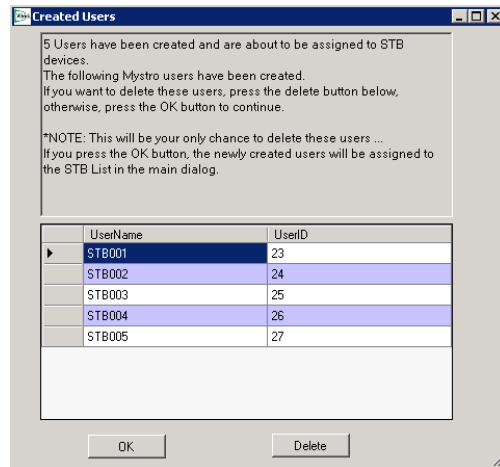 Created Users
5 Users have been created and are about to be assigned to STB
devices.
The following Mystro users have been created.
If you want to delete these users, press the delete button below,
otherwise, press the OK button to continue.
*NOTE: This will be your only chance to delete these users ...
If you press the OK button, the newly created users will be assigned to
the STB List in the main dialog.
UserName UserID
STB001 23
STB002 24
STB003 25
STB004 26
STB005 27
OK Delete